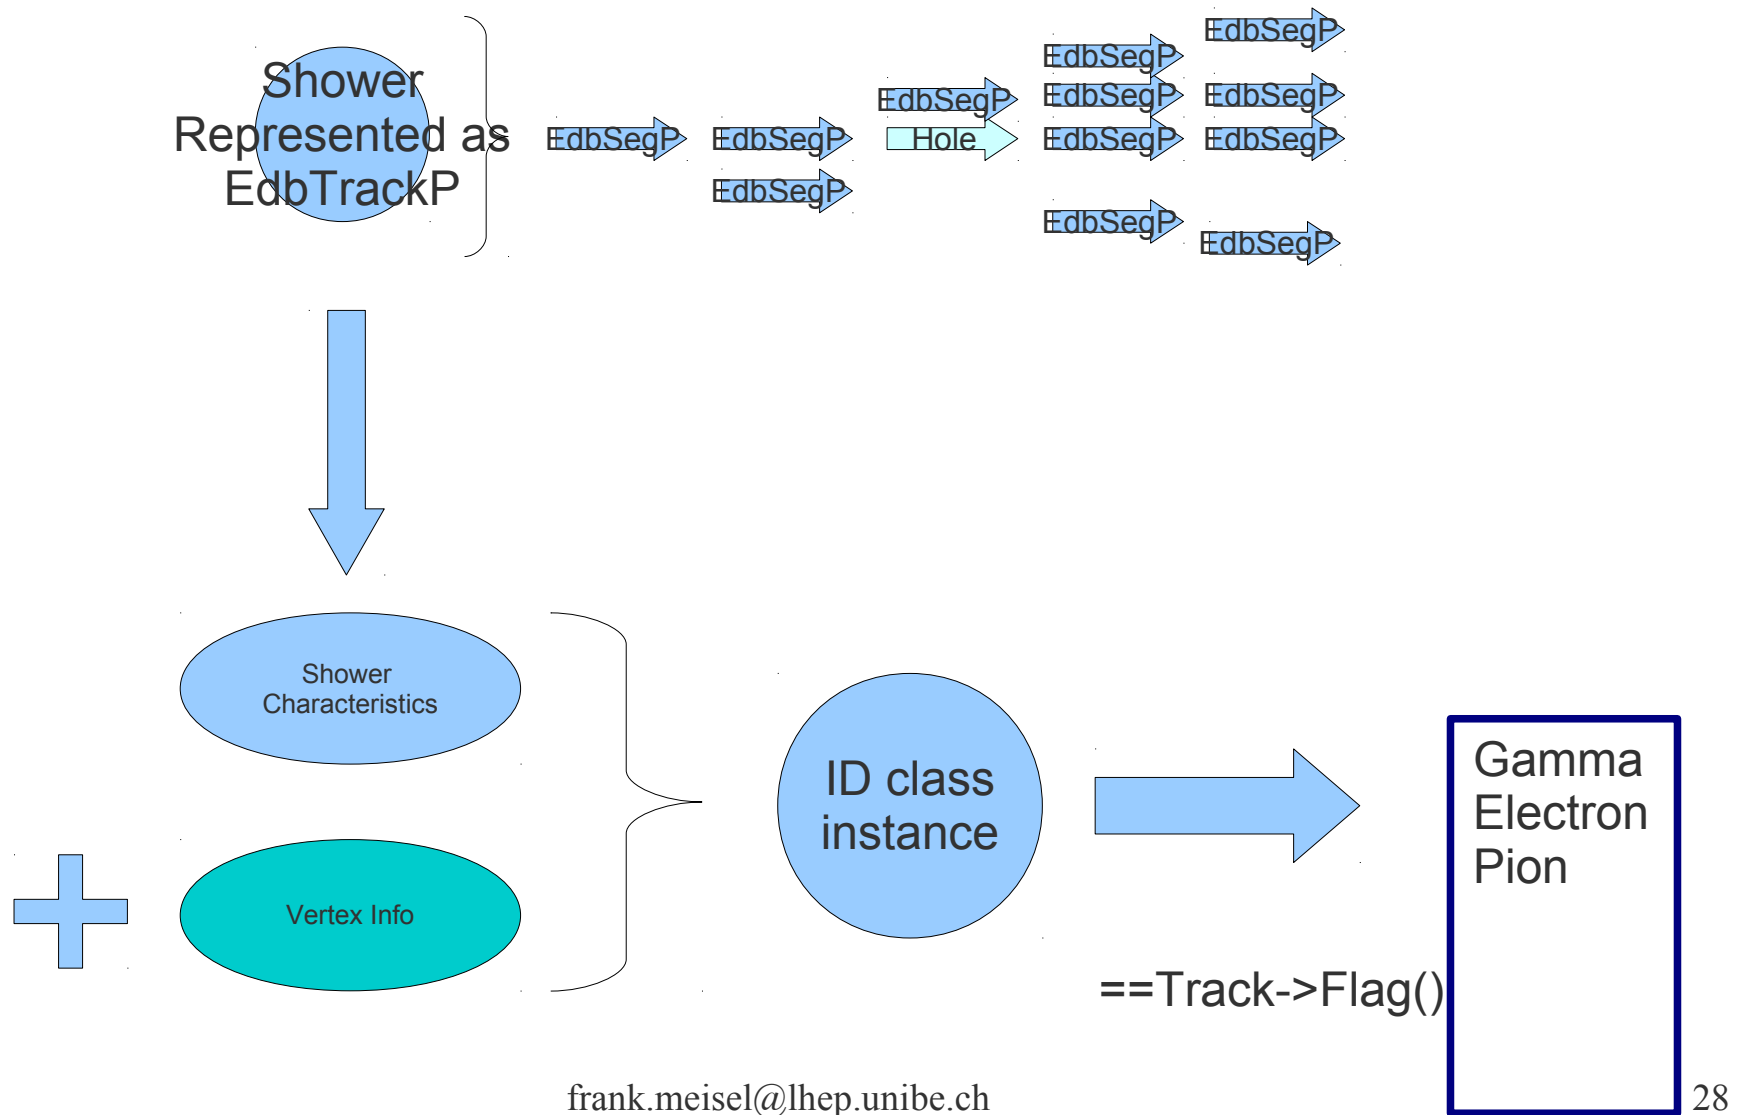 Shower
Represented as
EdbTrackP
EdbSegP
EdbSegP
EdbSegP
EdbSegP
Hole
EdbSegP
EdbSegP
EdbSegP
EdbSegP
EdbSegP
EdbSegP
EdbSegP
EdbSegP
Shower
Characteristics
Vertex Info
ID class
instance
Gamma
Electron
Pion
==Track->Flag()
frank.meisel@lhep.unibe.ch
28